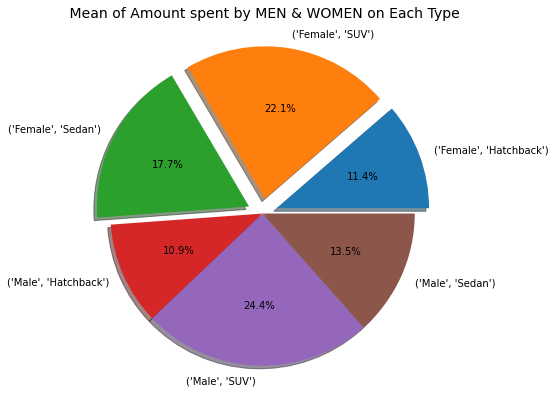 Mean of Amount spent by MEN & WOMEN on Each Type
('Female', 'SUV')
22.1%
('Female', 'Sedan')
17.7%
('Female', 'Hatchback')
11.4%
('Male', 'Hatchback')
10.9%
('Male', 'Sedan')
13.5%
24.4%
('Male', 'SUV')